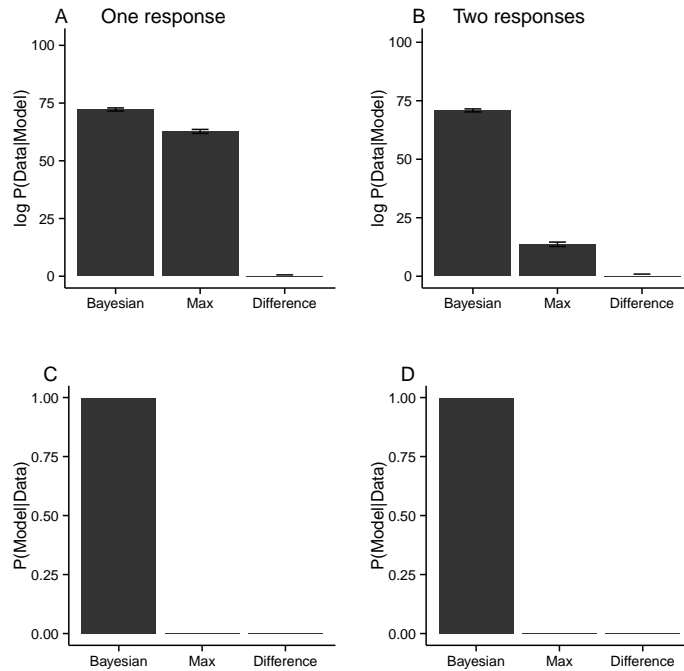 A One response
100
75
50
25
0
log P(Data|Model)
Bayesian Max Difference
B Two responses
100
75
50
25
0
log P(Data|Model)
Bayesian Max Difference
C
1.00
0.75
0.50
0.25
0.00
P(Model|Data)
Bayesian Max Difference
D
1.00
0.75
0.50
0.25
0.00
P(Model|Data)
Bayesian Max Difference